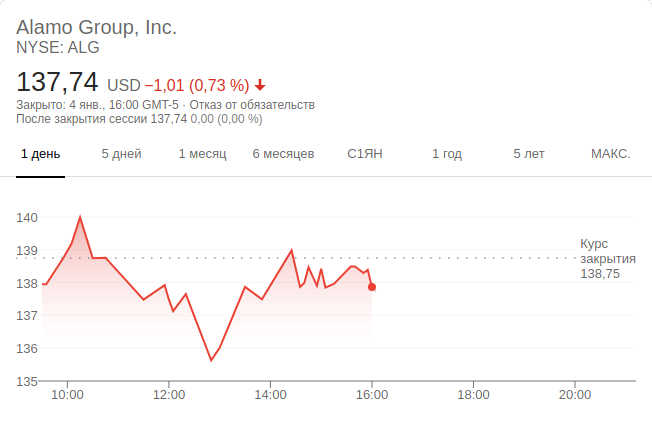 Alamo Group, Inc.
NYSE: ALG
137,74 USD −1,01 (0,73 %)
Закрыто: 4 янв., 16:00 GMT-5 · Отказ от обязательств
После закрытия сессии 137,74 0,00 (0,00 %)
1 день 5 дней 1 месяц 6 месяцев С1ЯН 1 год 5 лет МАКС.
140
139
138
137
136
135
Курс
закрытия
138,75
10:00 12:00 14:00 16:00 18:00 20:00